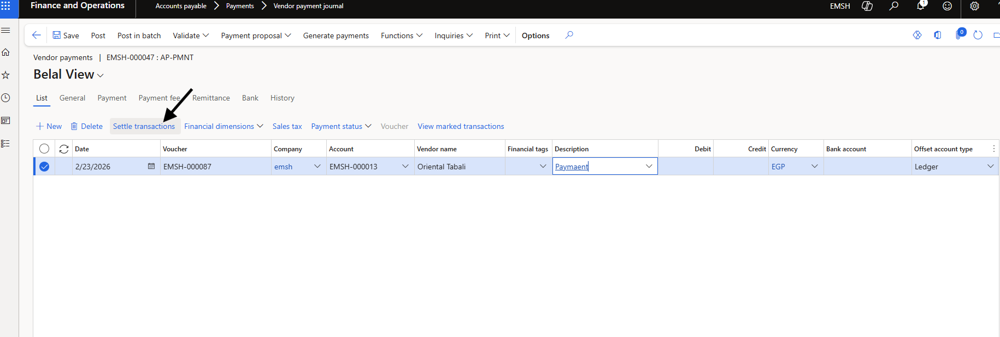 Finance and Operations Accounts payable Payments Vendor payment journal EMSH 1
Save Post Post in batch Validate Payment proposal Generate payments Functions Inquiries Print Options 0
Vendor payments | EMSH-000047 : AP-PMNT
Belal View
List General Payment Payment fee Remittance Bank History
New Delete Settle transactions Financial dimensions Sales tax Payment status Voucher View marked transactions
Date Voucher Company Account Vendor name Financial tags Description Debit Credit Currency Bank account Offset account type
2/23/2026 EMSH-000087 emsh EMSH-000013 Oriental Tabali Paymaent EGP Ledger